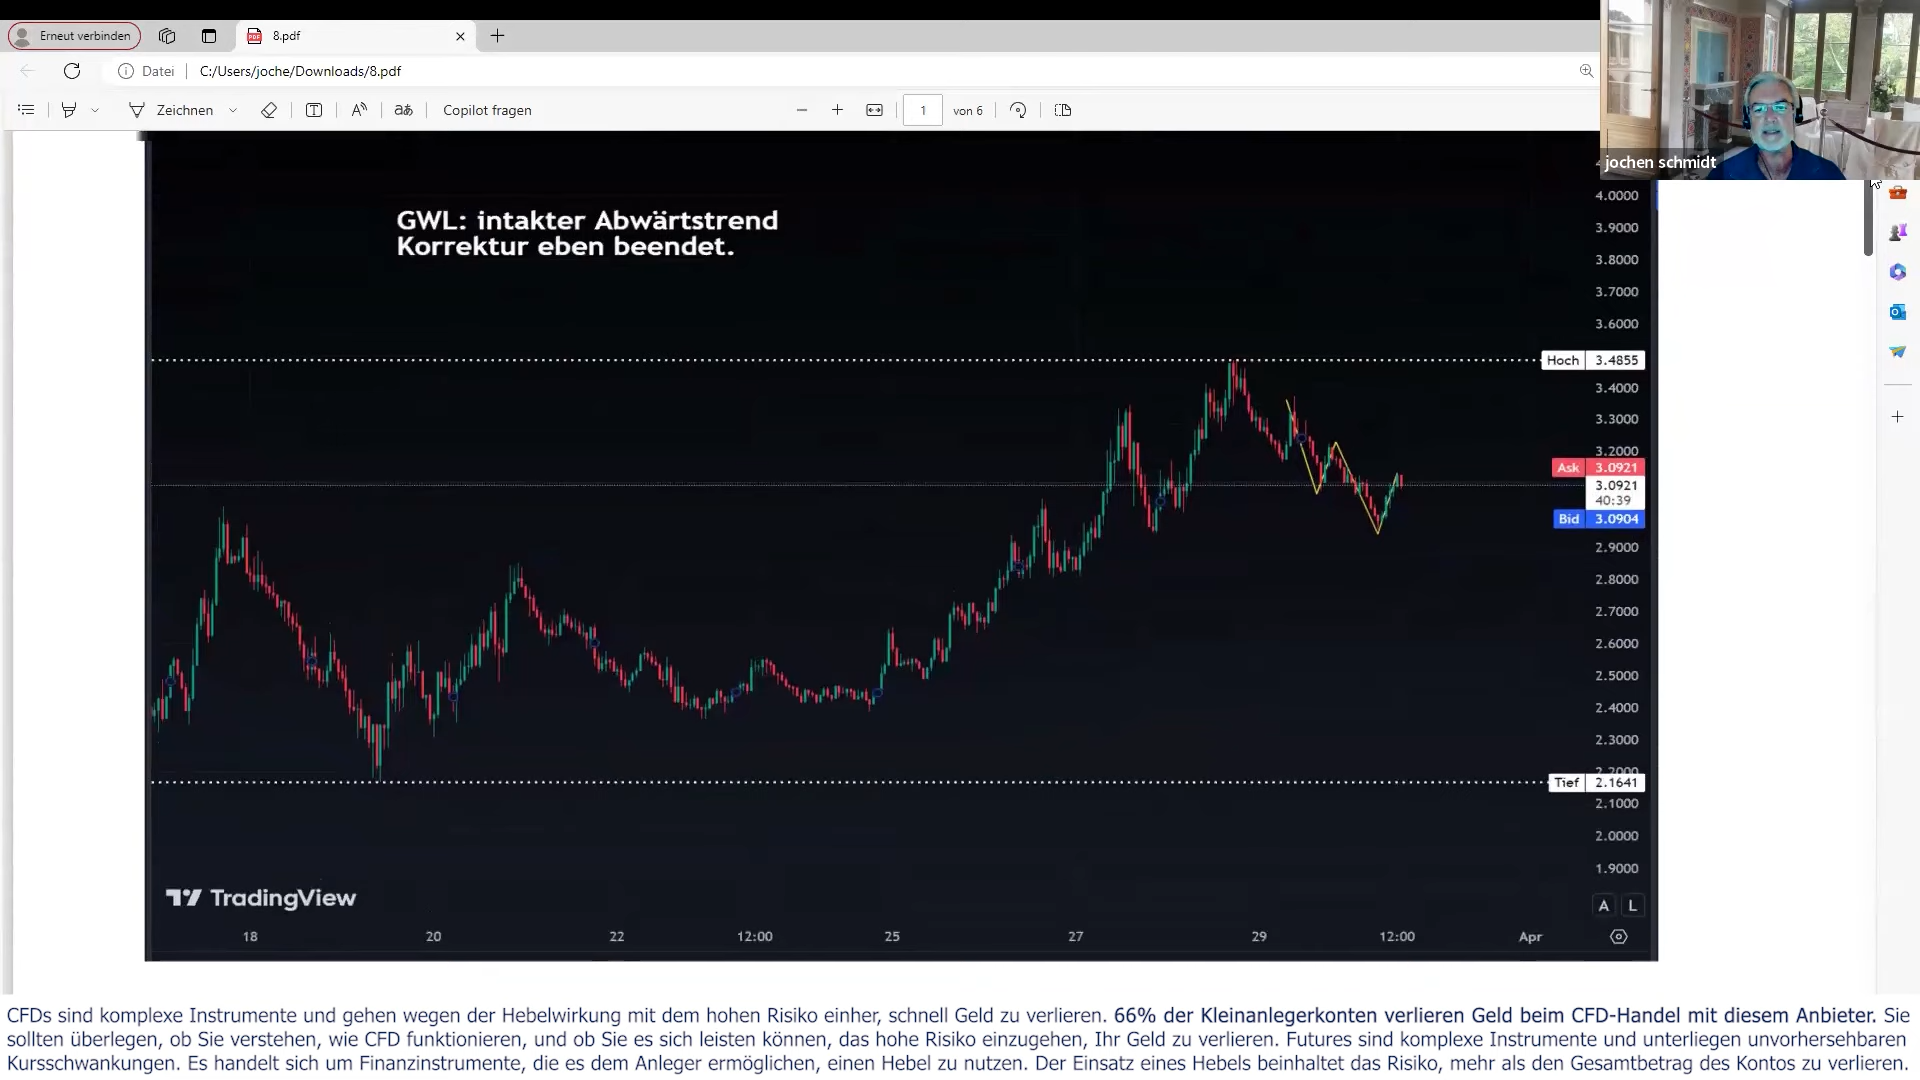 Erneut verbinden
8.pdf
Datei
C:/Users/joche/Downloads/8.pdf
Zeichnen
aあ
Copilot fragen
1
von 6
jochen schmidt
GWL: intakter Abwärtstrend
Korrektur eben beendet.
4.0000
3.9000
3.8000
3.7000
3.6000
Hoch 3.4855
3.4000
3.3000
3.2000
Ask 3.0921
3.0921
40:39
Bid 3.0904
2.9000
2.8000
2.7000
2.6000
2.5000
2.4000
2.3000
2.2000
Tief 2.1641
2.1000
2.0000
1.9000
TradingView
A L
18 20 22 12:00 25 27 29 12:00 Apr
CFDs sind komplexe Instrumente und gehen wegen der Hebelwirkung mit dem hohen Risiko einher, schnell Geld zu verlieren. 66% der Kleinanlegerkonten verlieren Geld beim CFD-Handel mit diesem Anbieter. Sie
sollten überlegen, ob Sie verstehen, wie CFD funktionieren, und ob Sie es sich leisten können, das hohe Risiko einzugehen, Ihr Geld zu verlieren. Futures sind komplexe Instrumente und unterliegen unvorhersehbaren
Kursschwankungen. Es handelt sich um Finanzinstrumente, die es dem Anleger ermöglichen, einen Hebel zu nutzen. Der Einsatz eines Hebels beinhaltet das Risiko, mehr als den Gesamtbetrag des Kontos zu verlieren.